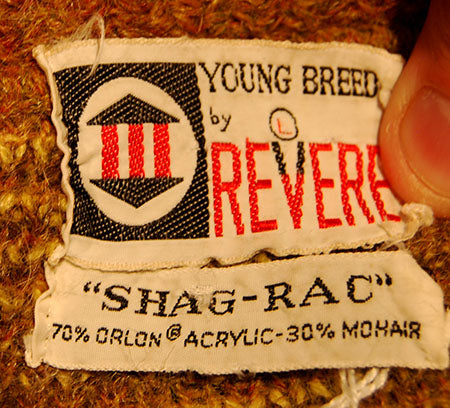 YOUNG BREED
by L
REVERE
"SHAG-RAC"
70% ORLON® ACRYLIC-30% MOHAIR